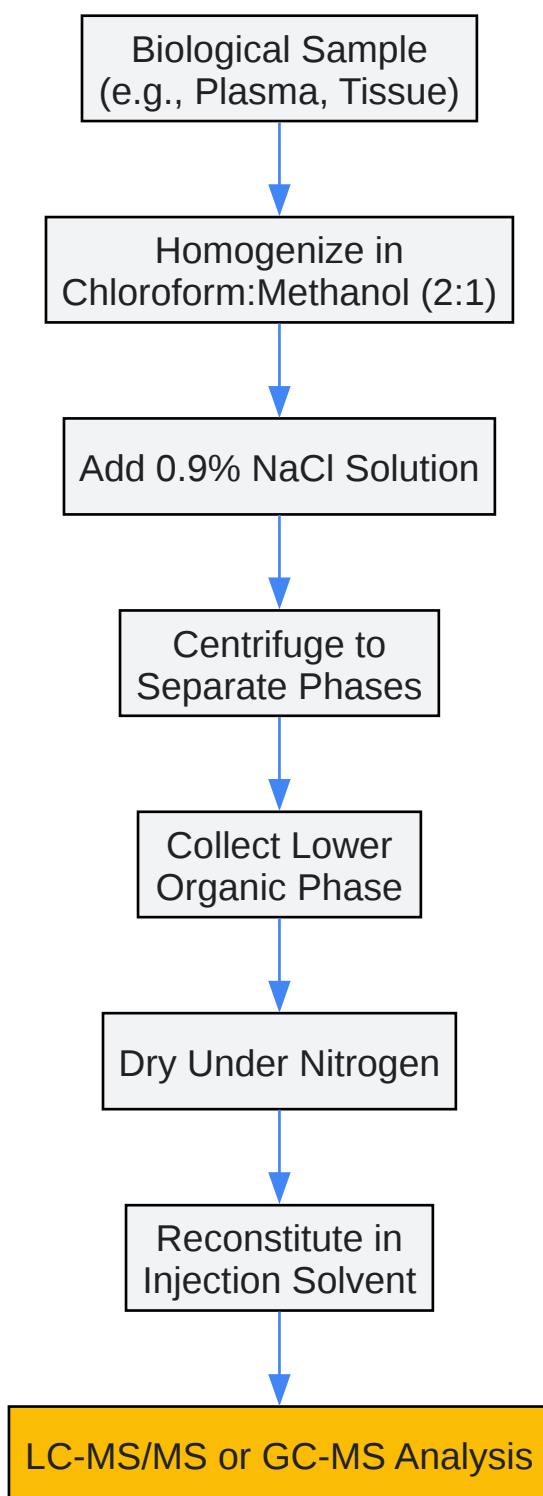 Biological Sample
(e.g., Plasma, Tissue)
Homogenize in
Chloroform:Methanol (2:1)
Add 0.9% NaCl Solution
Centrifuge to
Separate Phases
Collect Lower
Organic Phase
Dry Under Nitrogen
Reconstitute in
Injection Solvent
LC-MS/MS or GC-MS Analysis